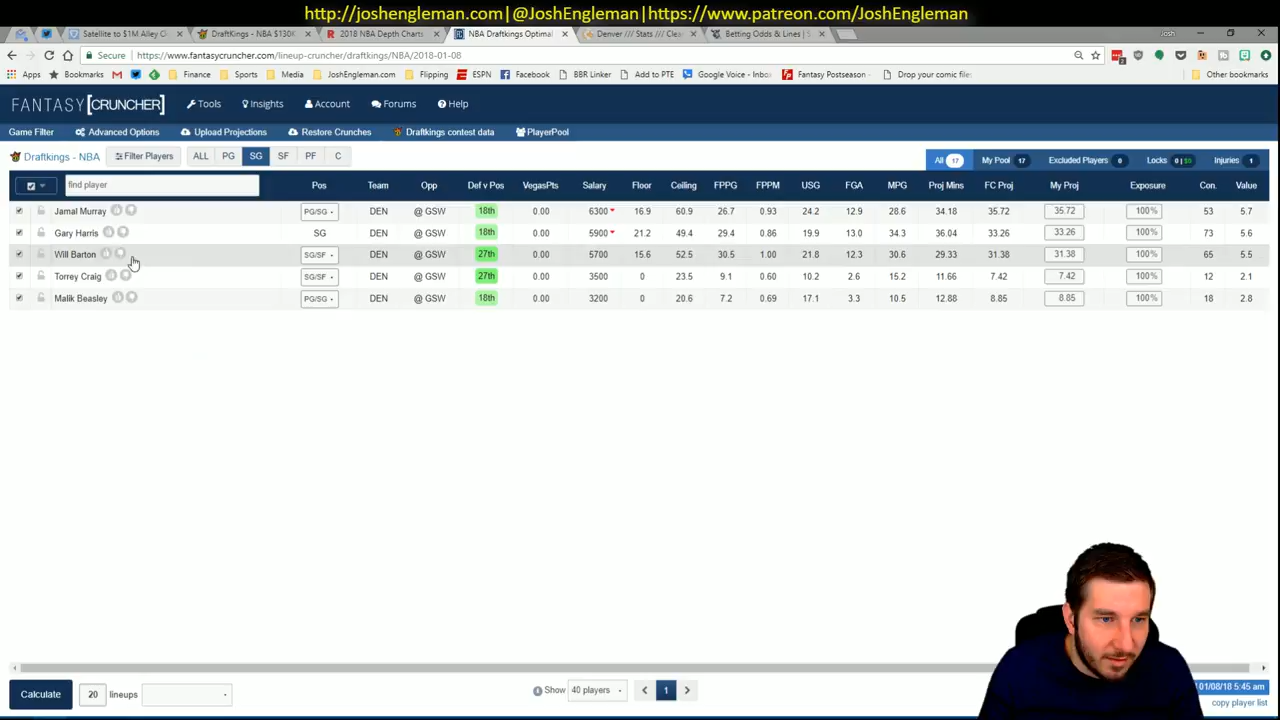 http://joshengleman.com|@JoshEngleman|https://www.patreon.com/JoshEngleman
Satellite to $1M Alley C
DraftKings - NBA $130K
2018 NBA Depth Charts
NBA Draftkings Optimal
Denver /// Stats /// Clea
Betting Odds & Lines | S
Josh
Secure
https://www.fantasycruncher.com/lineup-cruncher/draftkings/NBA/2018-01-08
Apps
Bookmarks
Finance
Sports
Media
JoshEngleman.com
Flipping
ESPN
Facebook
BBR Linker
Add to PTE
Google Voice - Inbo
Fantasy Postseason -
Drop your comic file
Other bookmarks
FANTASY[CRUNCHER]
Tools
Insights
Account
Forums
Help
Game Filter
Advanced Options
Upload Projections
Restore Crunches
Draftkings contest data
PlayerPool
Draftkings - NBA
Filter Players
ALL PG SG SF PF C
All 17
My Pool 17
Excluded Players 0
Locks 0 | $0
Injuries 1
find player
Pos Team Opp Def v Pos VegasPts Salary Floor Ceiling FPPG FPPM USG FGA MPG Proj Mins FC Proj My Proj Exposure Con. Value
Jamal Murray PG/SG DEN @ GSW 18th 0.00 6300 16.9 60.9 26.7 0.93 24.2 12.9 28.6 34.18 35.72 35.72 100% 53 5.7
Gary Harris SG DEN @ GSW 18th 0.00 5900 21.2 49.4 29.4 0.86 19.9 13.0 34.3 36.04 33.26 33.26 100% 73 5.6
Will Barton SG/SF DEN @ GSW 27th 0.00 5700 15.6 52.5 30.5 1.00 21.8 12.3 30.6 29.33 31.38 31.38 100% 65 5.5
Torrey Craig SG/SF DEN @ GSW 27th 0.00 3500 0 23.5 9.1 0.60 10.2 2.6 15.2 11.66 7.42 7.42 100% 12 2.1
Malik Beasley PG/SG DEN @ GSW 18th 0.00 3200 0 20.6 7.2 0.69 17.1 3.3 10.5 12.88 8.85 8.85 100% 18 2.8
Calculate
20
lineups
Show
40 players
1
01/08/18 5:45 am
copy player list